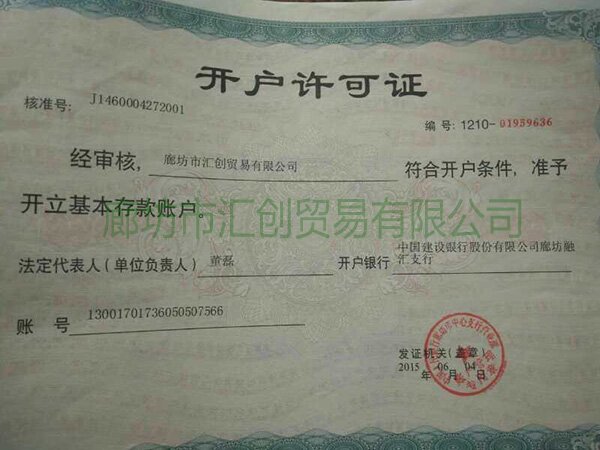 开户许可证
核准号: J1460004272001
编号: 1210-01959636
经审核, 廊坊市汇创贸易有限公司 符合开户条件, 准予
开立基本存款账户。
廊坊市汇创贸易有限公司
法定代表人(单位负责人) 董磊 开户银行 中国建设银行股份有限公司廊坊融
汇支行
账 号 13001701736050507566
发证机关(盖章)
2015 年 06 月 04 日